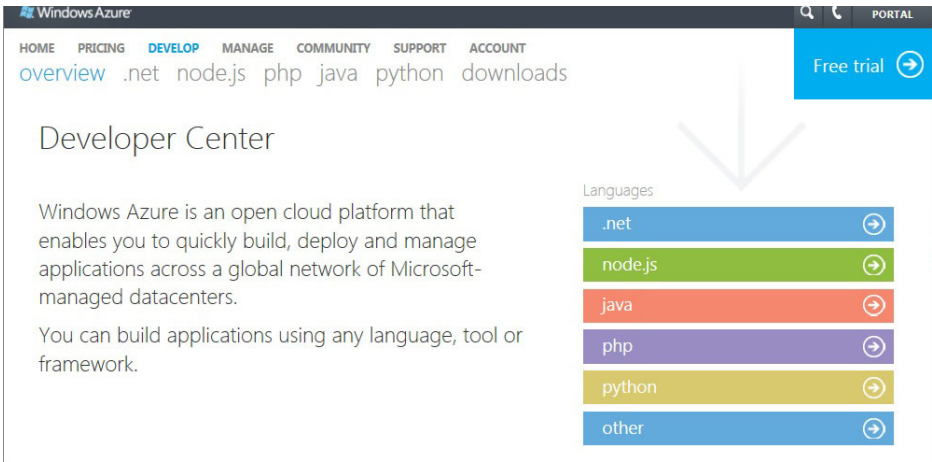 Windows Azure
PORTAL
HOME PRICING DEVELOP MANAGE COMMUNITY SUPPORT ACCOUNT
overview .net node.js php java python downloads
Free trial
Developer Center
Windows Azure is an open cloud platform that
enables you to quickly build, deploy and manage
applications across a global network of Microsoft-
managed datacenters.
You can build applications using any language, tool or
framework.
Languages
.net
node.js
java
php
python
other